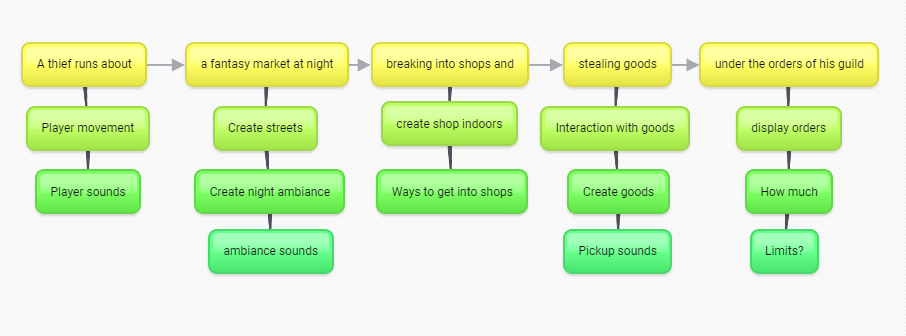 A thief runs about
a fantasy market at night
breaking into shops and
stealing goods
under the orders of his guild
Player movement
Create streets
create shop indoors
Interaction with goods
display orders
Player sounds
Create night ambiance
Ways to get into shops
Create goods
How much
ambiance sounds
Pickup sounds
Limits?